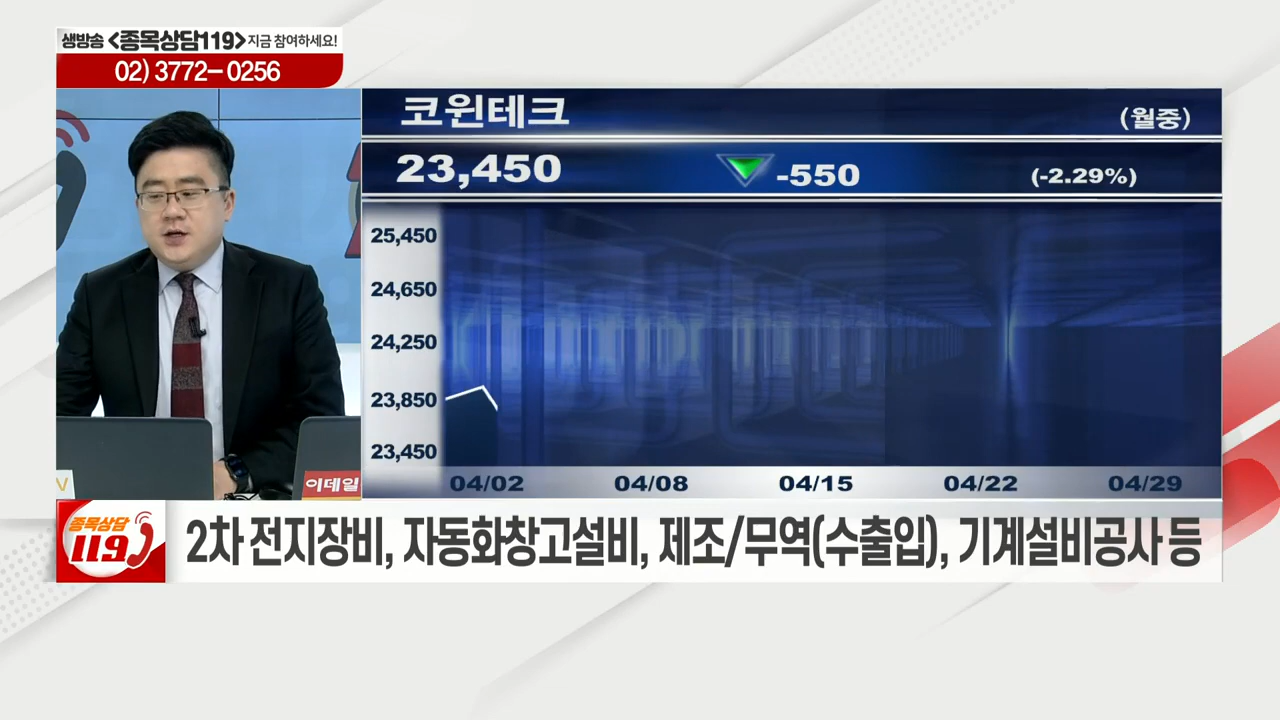 생방송 <종목상담119> 지금 참여하세요!
02) 3772-0256
코윈테크
(월중)
23,450
-550
(-2.29%)
25,450
24,650
24,250
23,850
23,450
04/02
04/08
04/15
04/22
04/29
이데일
종목상담
119
2차 전지장비, 자동화창고설비, 제조/무역(수출입), 기계설비공사 등